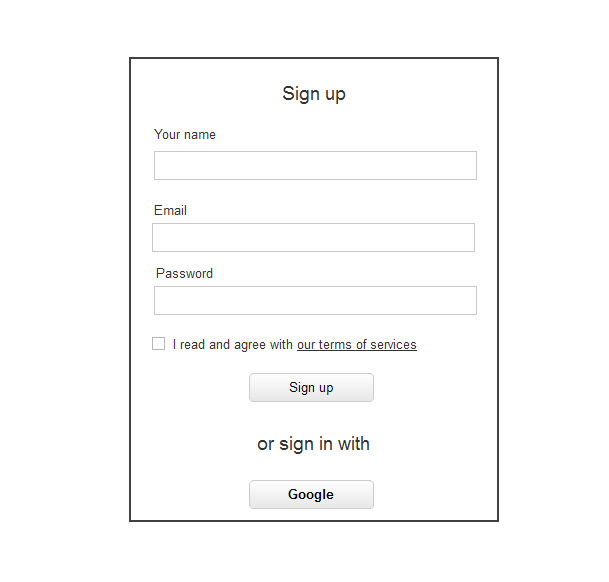 Sign up
Your name
Email
Password
I read and agree with our terms of services
Sign up
or sign in with
Google